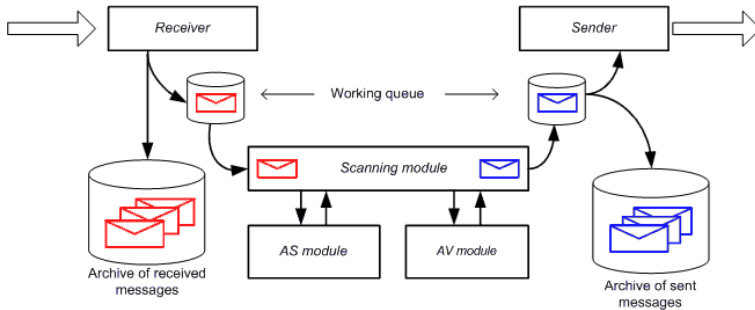 Receiver
Sender
Working queue
Scanning module
AS module
AV module
Archive of received
messages
Archive of sent
messages